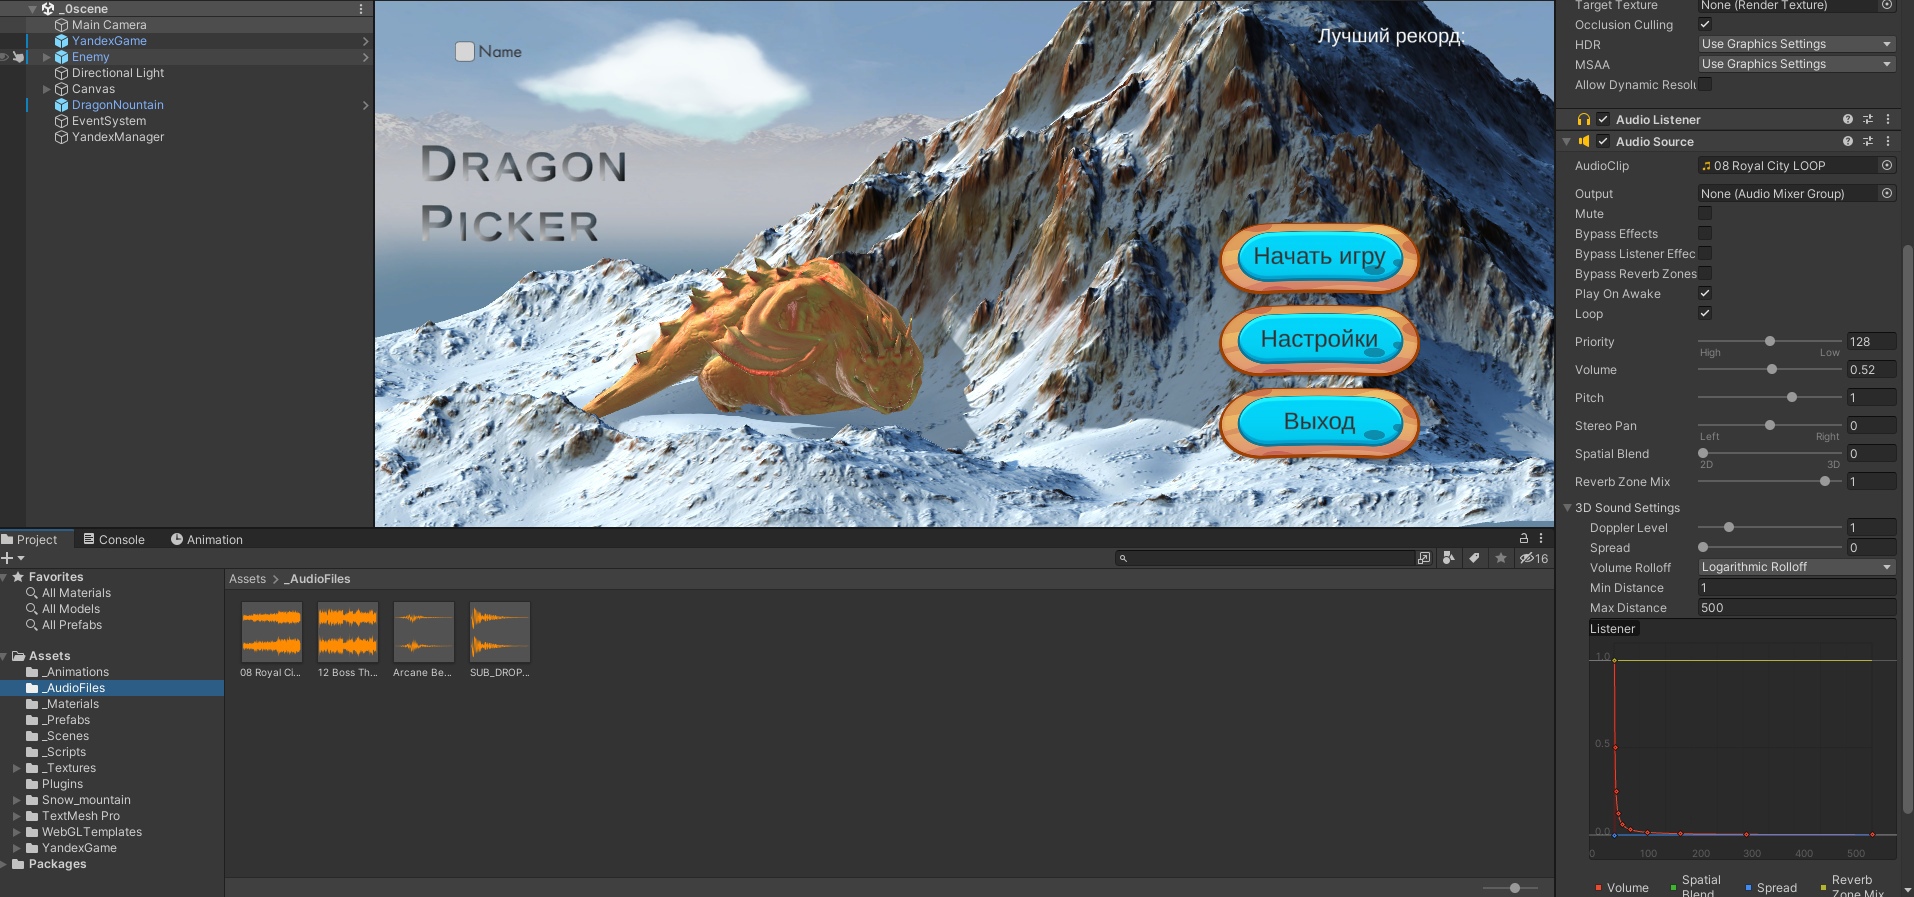 _0scene
Main Camera
YandexGame
Enemy
Directional Light
Canvas
DragonNountain
EventSystem
YandexManager
Name
Лучший рекорд:
DRAGON
PICKER
Начать игру
Настройки
Выход
Project
Console
Animation
16
Favorites
All Materials
All Models
All Prefabs
Assets
_Animations
_AudioFiles
_Materials
_Prefabs
_Scenes
_Scripts
_Textures
Plugins
Snow_mountain
TextMesh Pro
WebGLTemplates
YandexGame
Packages
Assets > _AudioFiles
08 Royal Ci...
12 Boss Th...
Arcane Be...
SUB_DROP...
Target Texture None (Render Texture)
Occlusion Culling
HDR Use Graphics Settings
MSAA Use Graphics Settings
Allow Dynamic Resolu
Audio Listener
Audio Source
AudioClip 08 Royal City LOOP
Output None (Audio Mixer Group)
Mute
Bypass Effects
Bypass Listener Effec
Bypass Reverb Zones
Play On Awake
Loop
Priority 128
High Low
Volume 0.52
Pitch 1
Stereo Pan 0
Left Right
Spatial Blend 0
2D 3D
Reverb Zone Mix 1
3D Sound Settings
Doppler Level 1
Spread 0
Volume Rolloff Logarithmic Rolloff
Min Distance 1
Max Distance 500
Listener
1.0
0.5
0.0
0 100 200 300 400 500
Volume
Spatial
Blend
Spread
Reverb
Zone Mix